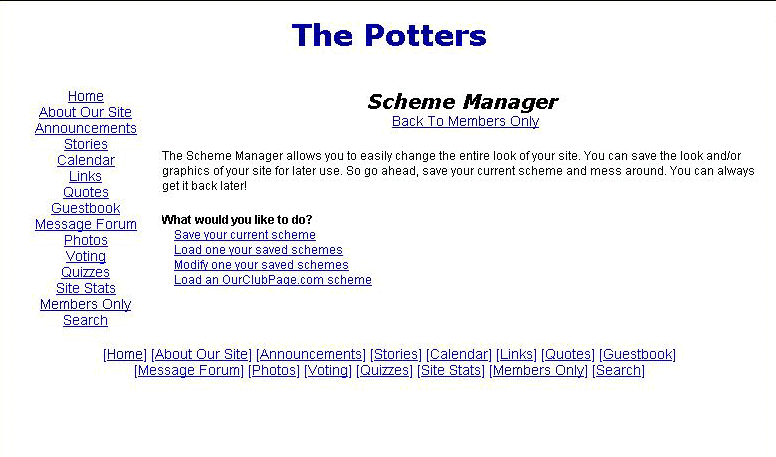 The Potters
Home
About Our Site
Announcements
Stories
Calendar
Links
Quotes
Guestbook
Message Forum
Photos
Voting
Quizzes
Site Stats
Members Only
Search
Scheme Manager
Back To Members Only
The Scheme Manager allows you to easily change the entire look of your site. You can save the look and/or
graphics of your site for later use. So go ahead, save your current scheme and mess around. You can always
get it back later!
What would you like to do?
Save your current scheme
Load one your saved schemes
Modify one your saved schemes
Load an OurClubPage.com scheme
[Home] [About Our Site] [Announcements] [Stories] [Calendar] [Links] [Quotes] [Guestbook]
[Message Forum] [Photos] [Voting] [Quizzes] [Site Stats] [Members Only] [Search]